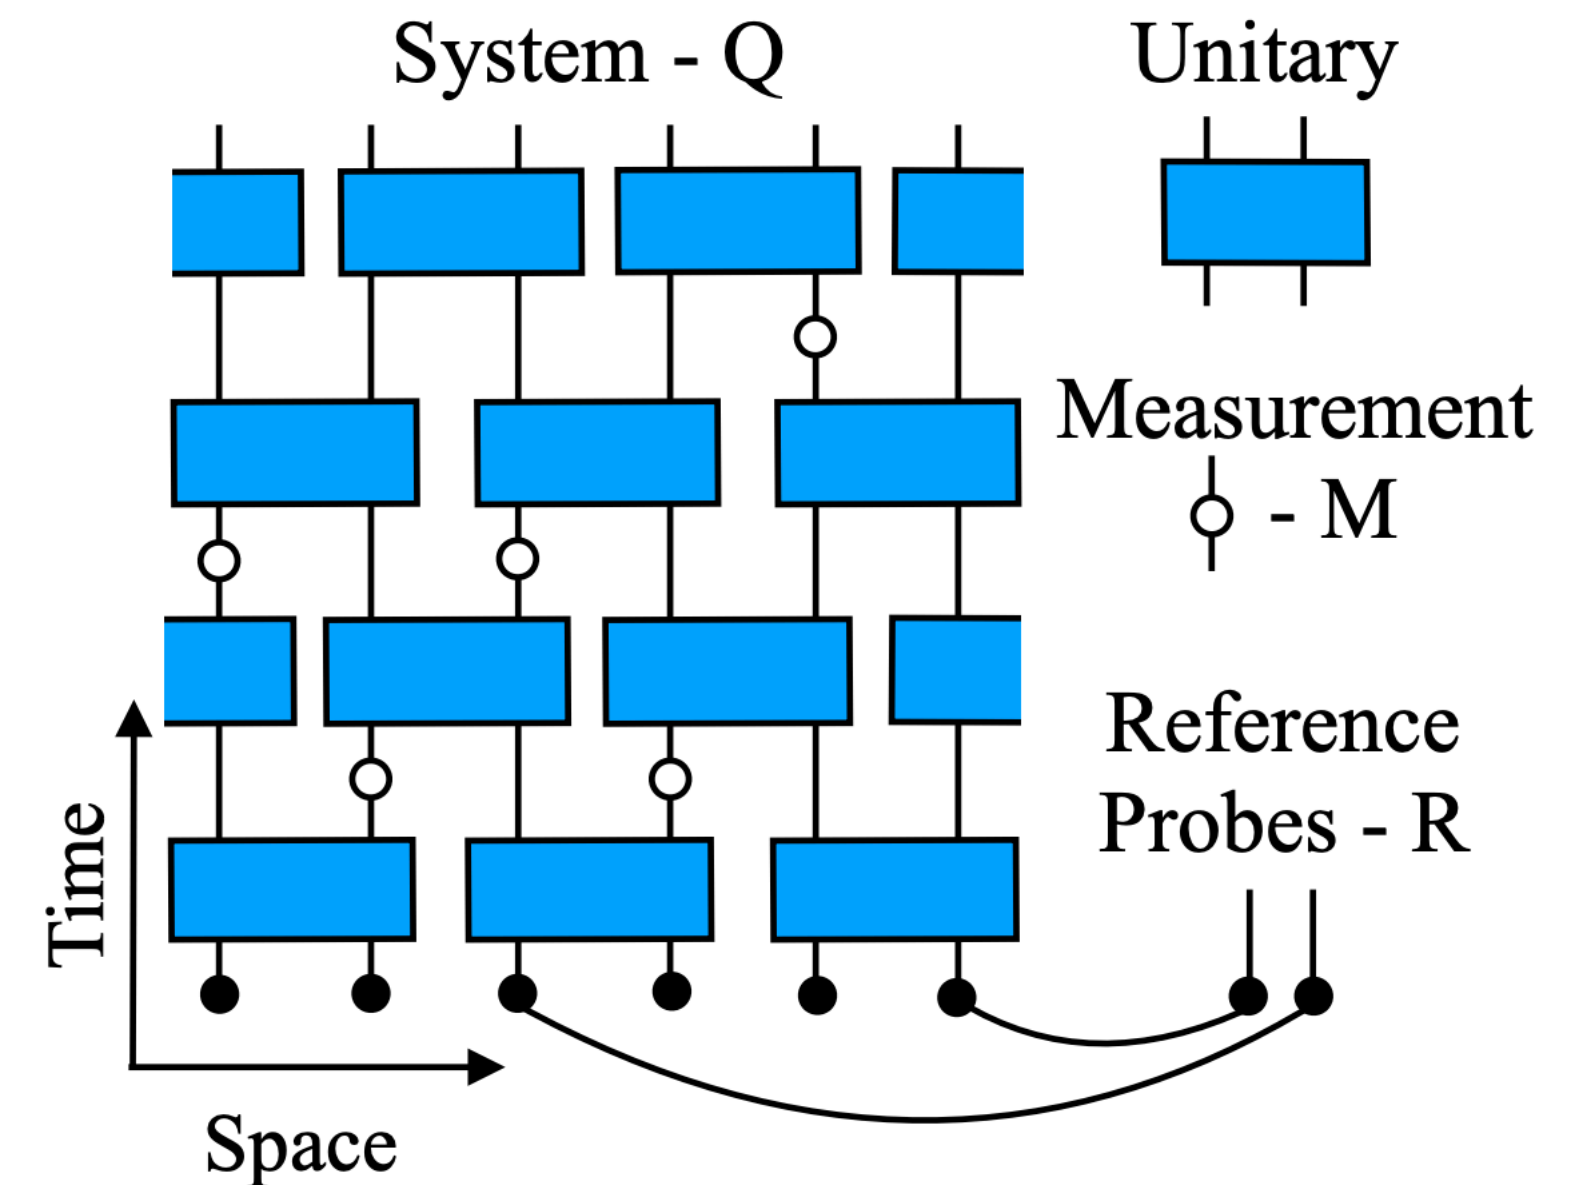 System - Q
Unitary
Measurement
- M
Reference
Probes - R
Time
Space